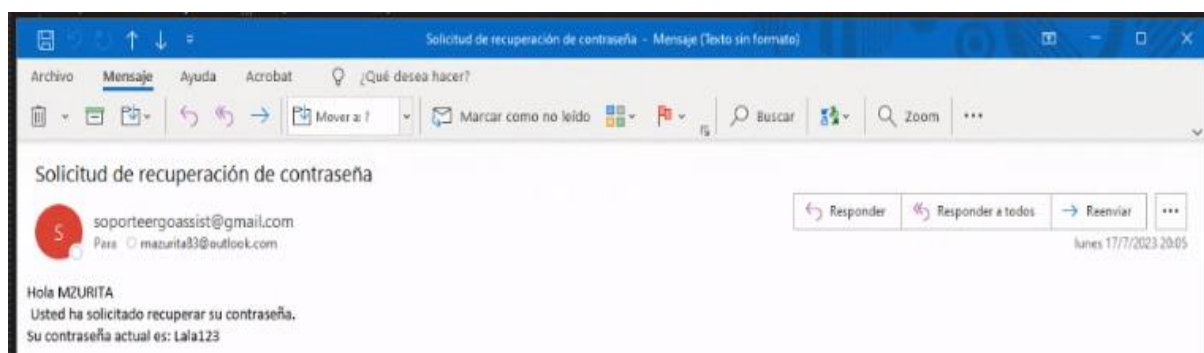 Solicitud de recuperación de contraseña - Mensaje (Texto sin formato)
Archivo Mensaje Ayuda Acrobat ¿Qué desea hacer?
Mover a: ? Marcar como no leído Buscar Zoom
Solicitud de recuperación de contraseña
Responder Responder a todos Reenviar
S
soporteergoassist@gmail.com
Para mazurita83@outlook.com
lunes 17/7/2023 20:05
Hola MZURITA
Usted ha solicitado recuperar su contraseña.
Su contraseña actual es: Lala123